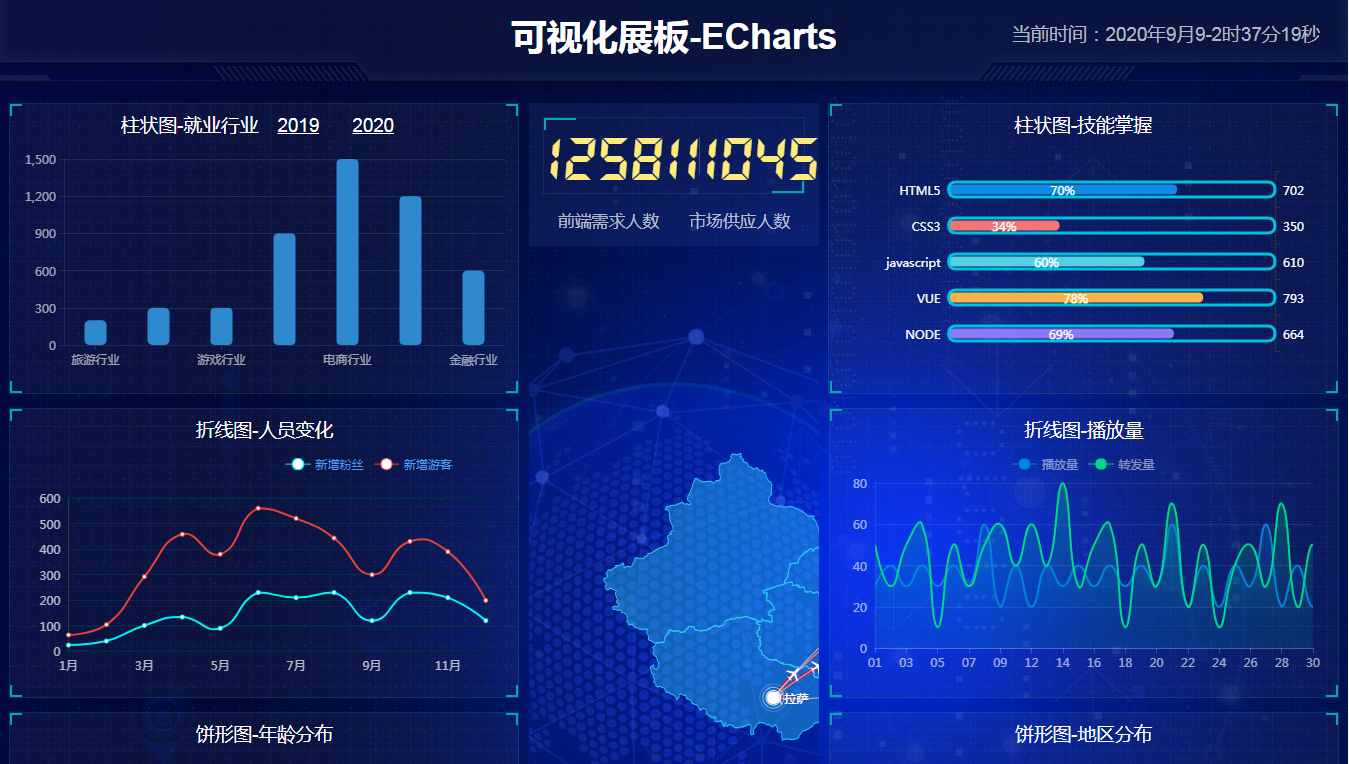 可视化展板-ECharts
当前时间：2020年9月9-2时37分19秒
柱状图-就业行业 2019 2020
1,500
1,200
900
600
300
0
旅游行业 游戏行业 电商行业 金融行业
125811 11045
前端需求人数 市场供应人数
柱状图-技能掌握
HTML5 70% 702
CSS3 34% 350
javascript 60% 610
VUE 78% 793
NODE 69% 664
折线图-人员变化
新增粉丝 新增游客
600
500
400
300
200
100
0
1月 3月 5月 7月 9月 11月
拉萨
折线图-播放量
播放量 转发量
80
60
40
20
0
01 03 05 07 09 12 14 16 18 20 22 24 26 28 30
饼形图-年龄分布
饼形图-地区分布